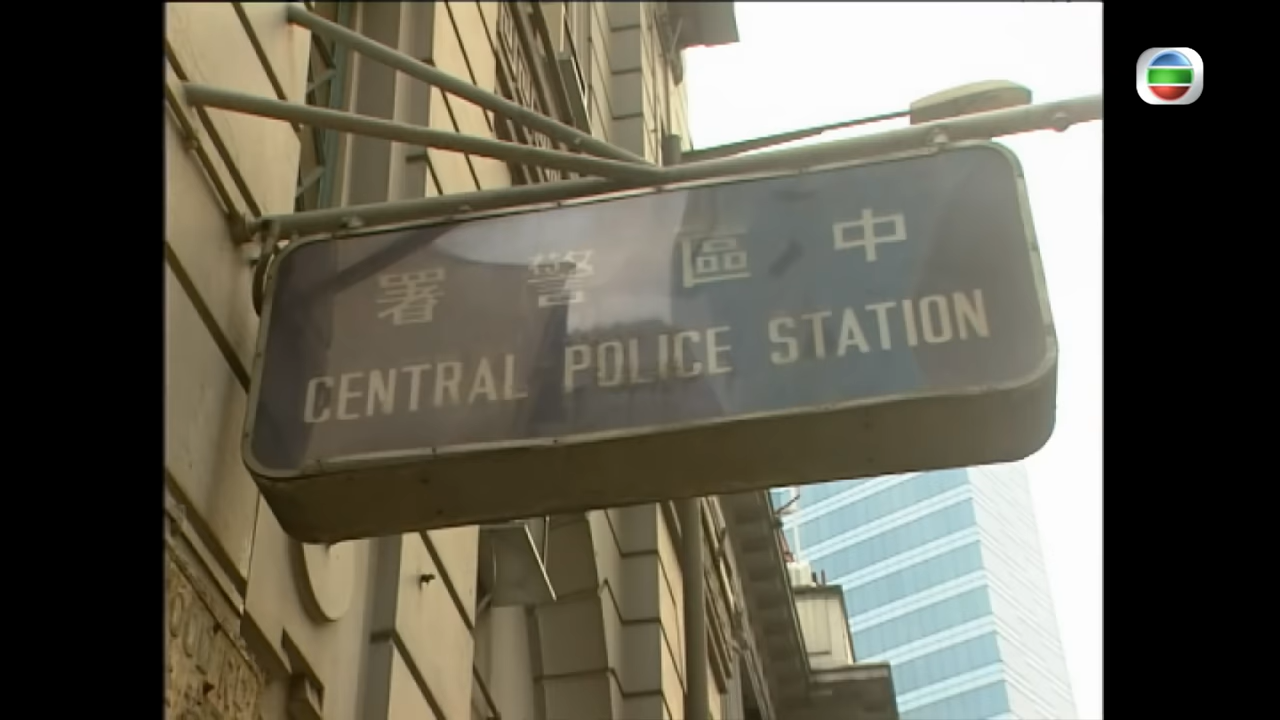 中區警署
CENTRAL POLICE STATION